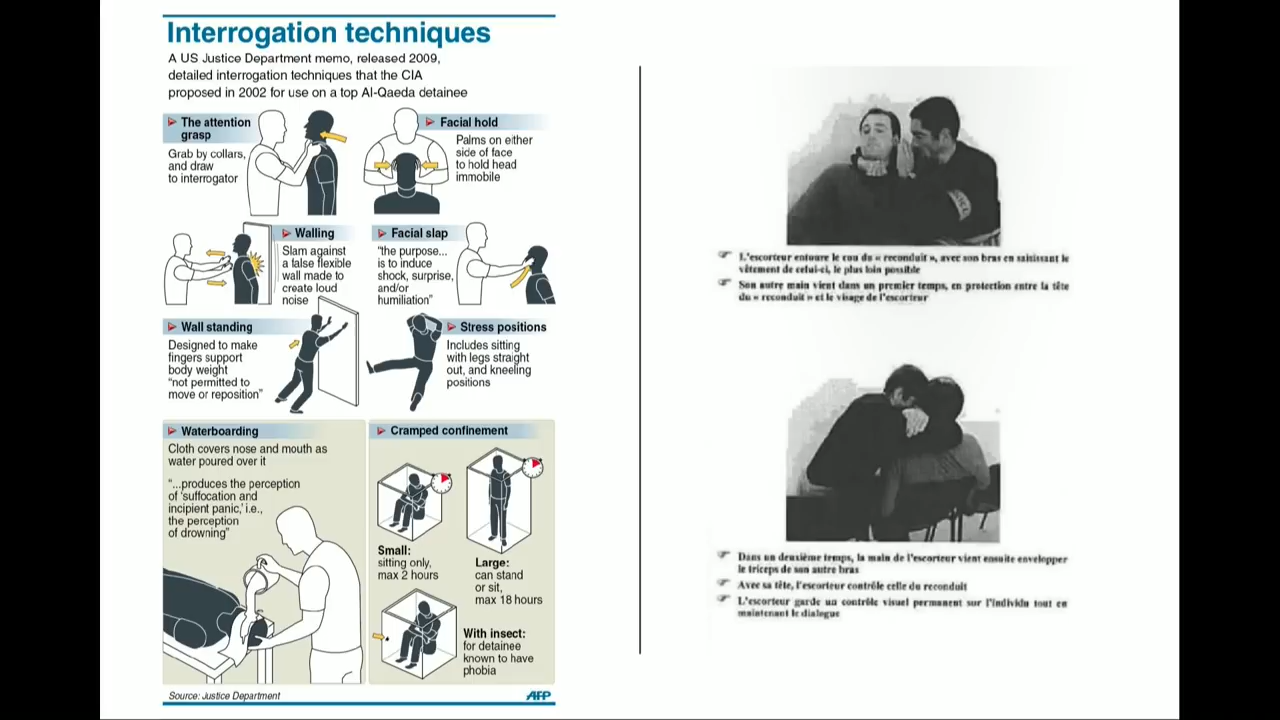 Interrogation techniques
A US Justice Department memo, released 2009,
detailed interrogation techniques that the CIA
proposed in 2002 for use on a top Al-Qaeda detainee
The attention
grasp
Grab by collars,
and draw
to interrogator
Facial hold
Palms on either
side of face
to hold head
immobile
Walling
Slam against
a false flexible
wall made to
create loud
noise
Facial slap
"the purpose...
is to induce
shock, surprise,
and/or
humiliation"
Wall standing
Designed to make
fingers support
body weight
"not permitted to
move or reposition"
Stress positions
Includes sitting
with legs straight
out, and kneeling
positions
Waterboarding
Cloth covers nose and mouth as
water poured over it
"...produces the perception
of 'suffocation and
incipient panic,' i.e.,
the perception
of drowning"
Cramped confinement
Small:
sitting only,
max 2 hours
Large:
can stand
or sit,
max 18 hours
With insect:
for detainee
known to have
phobia
Source: Justice Department
AFP
L'escorteur entoure le cou du « reconduit », avec son bras en saisissant le
vêtement de celui-ci, le plus loin possible
Son autre main vient dans un premier temps, en protection entre la tête
du « reconduit » et le visage de l'escorteur
Dans un deuxième temps, la main de l'escorteur vient ensuite envelopper
le triceps de son autre bras
Avec sa tête, l'escorteur contrôle celle du reconduit
L'escorteur garde un contrôle visuel permanent sur l'individu tout en
maintenant le dialogue